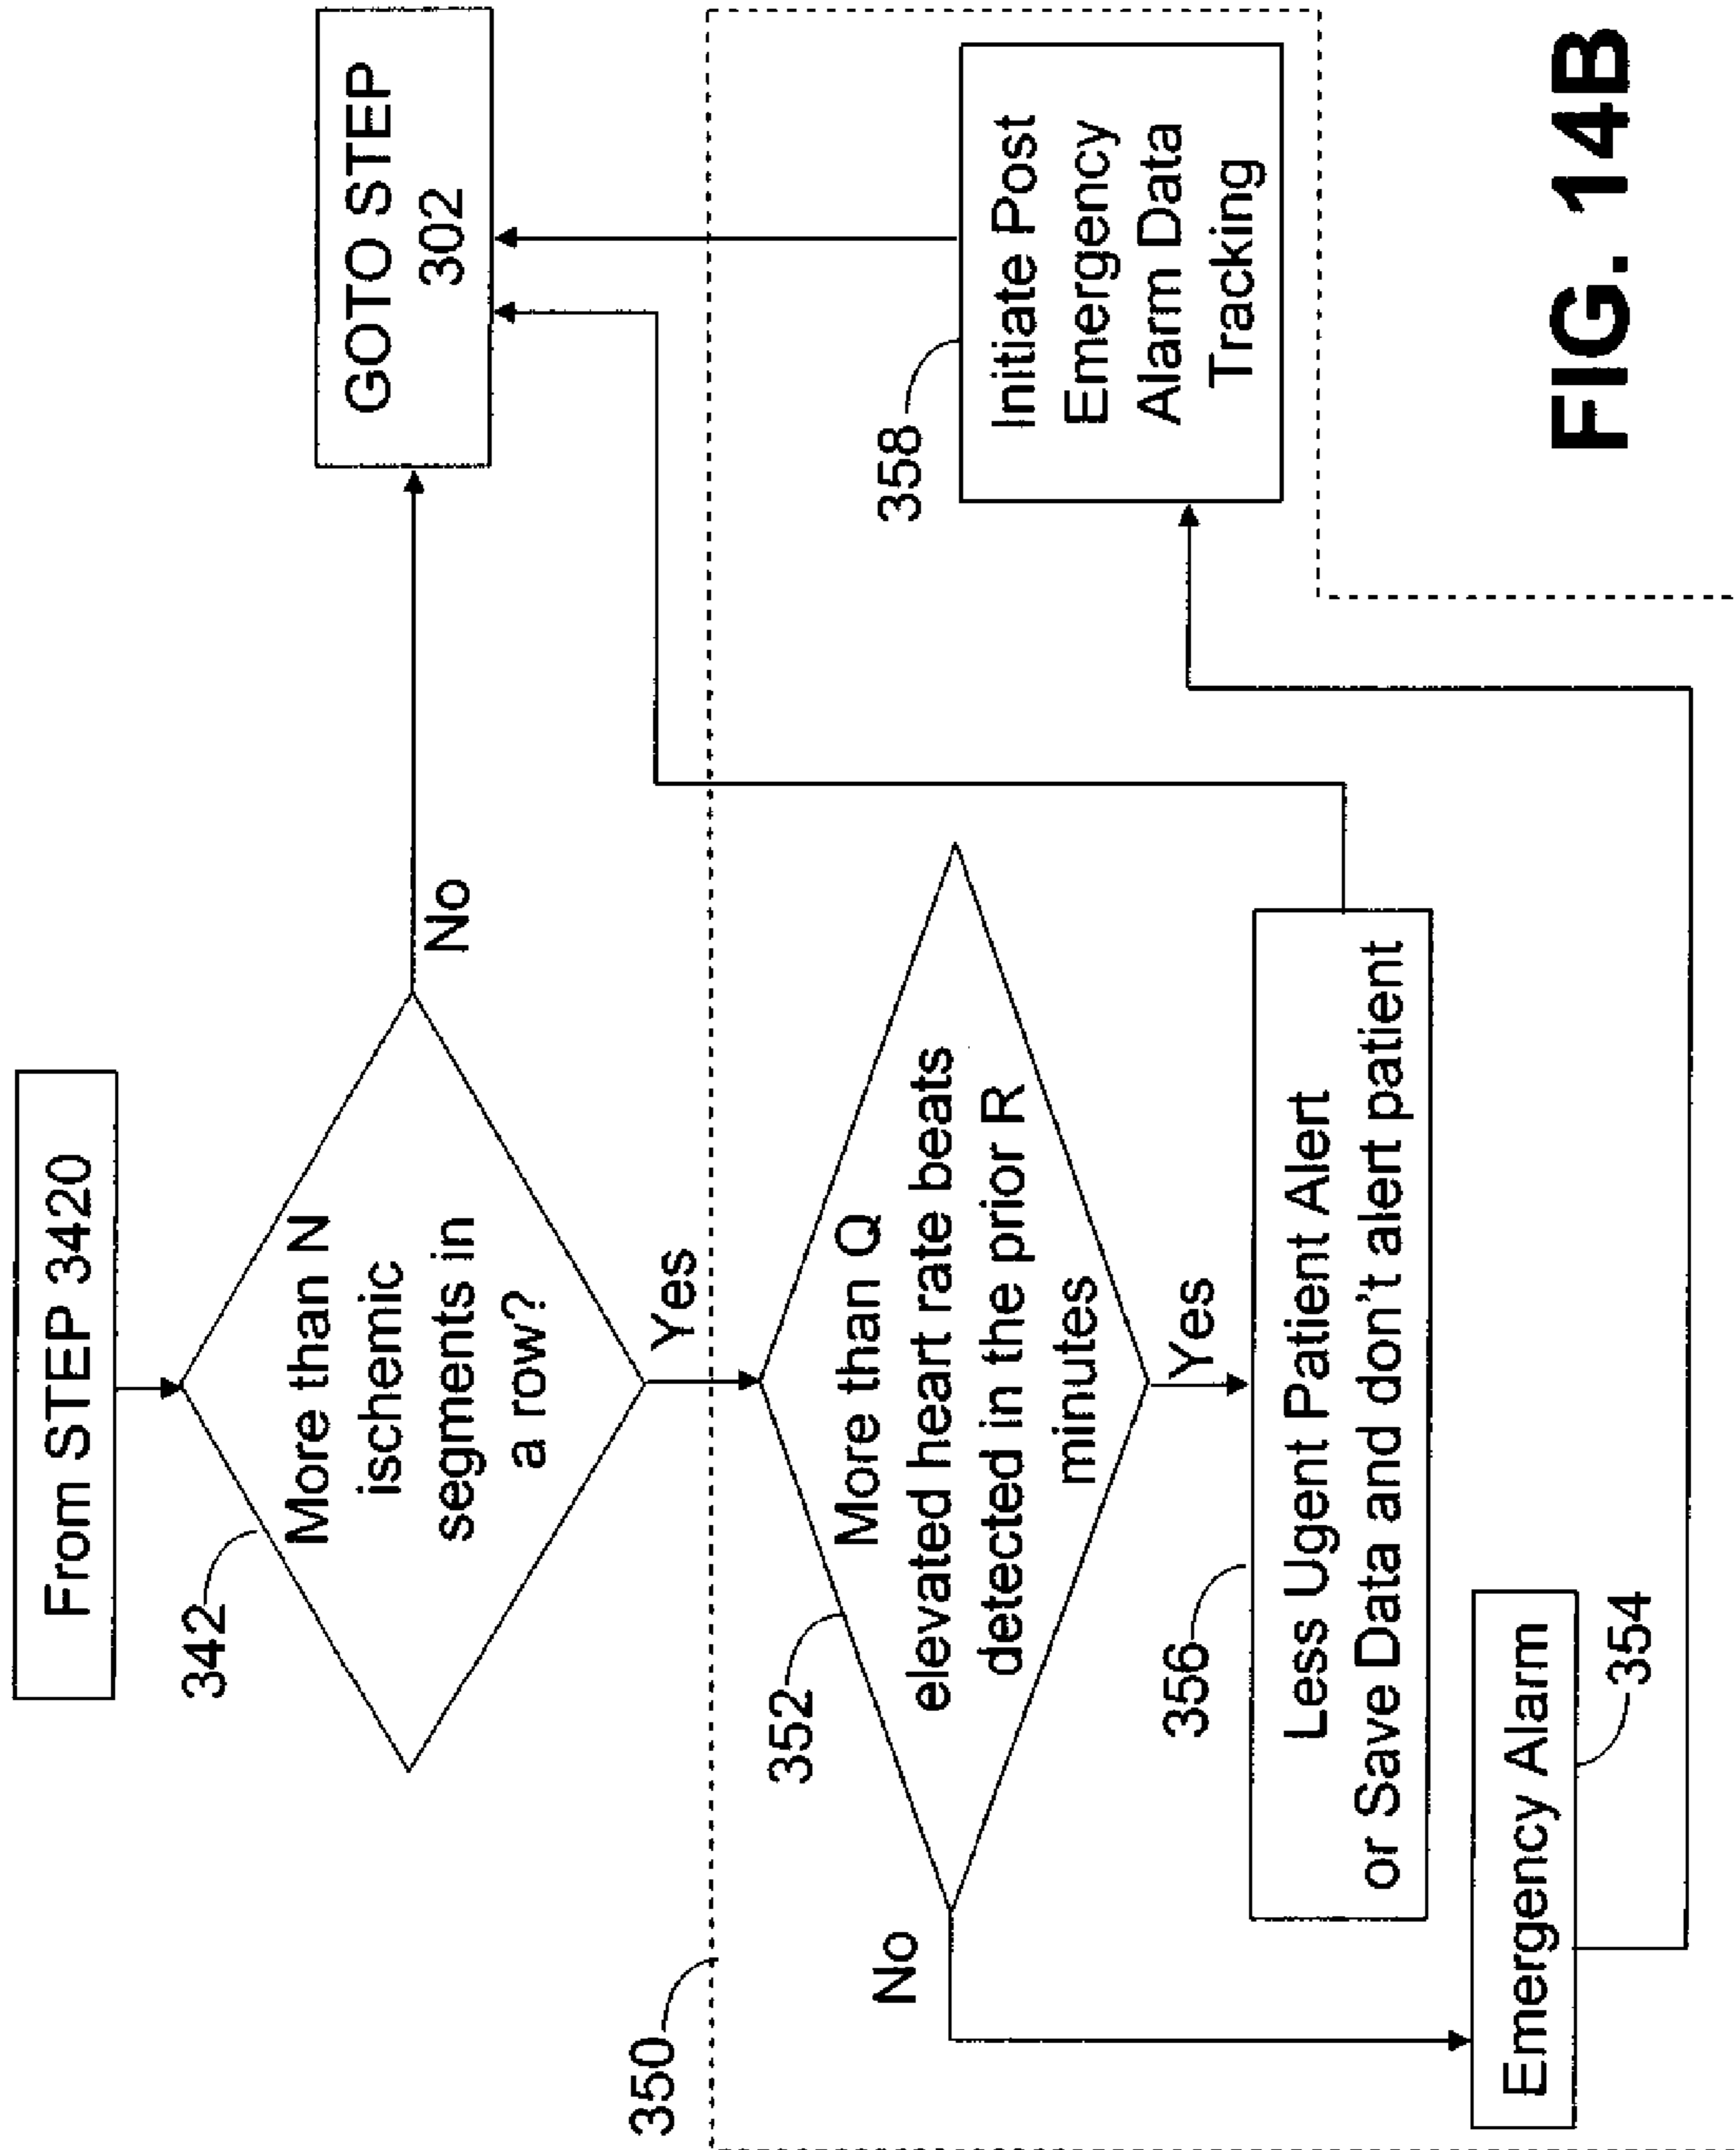 From STEP 3420
342
More than N
ischemic
segments in
a row?
No
GOTO STEP
302
Yes
350
352
More than Q
elevated heart rate beats
detected in the prior R
minutes
No
Yes
356
Less Ugent Patient Alert
or Save Data and don't alert patient
Emergency Alarm
354
358
Initiate Post
Emergency
Alarm Data
Tracking
FIG. 14B